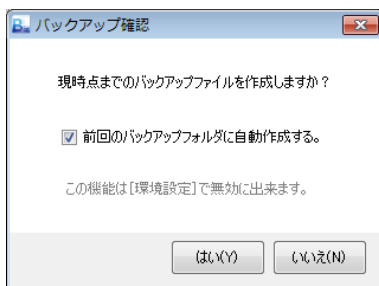 バックアップ確認
現時点までのバックアップファイルを作成しますか？
前回のバックアップフォルダに自動作成する。
この機能は[環境設定]で無効に出来ます。
はい(Y)
いいえ(N)